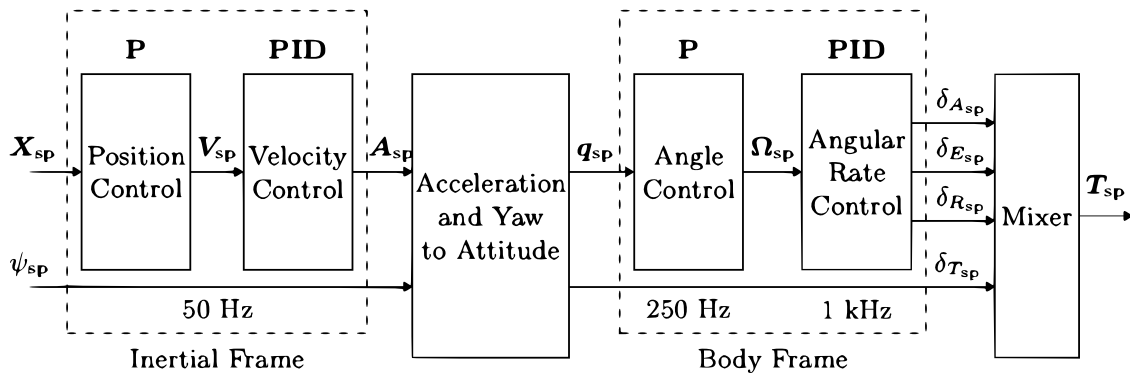 P
PID
P
PID
X_sp
Position
Control
V_sp
Velocity
Control
A_sp
Acceleration
and Yaw
to Attitude
q_sp
Angle
Control
Ω_sp
Angular
Rate
Control
δ_A_sp
δ_E_sp
δ_R_sp
δ_T_sp
Mixer
T_sp
ψ_sp
50 Hz
250 Hz
1 kHz
Inertial Frame
Body Frame